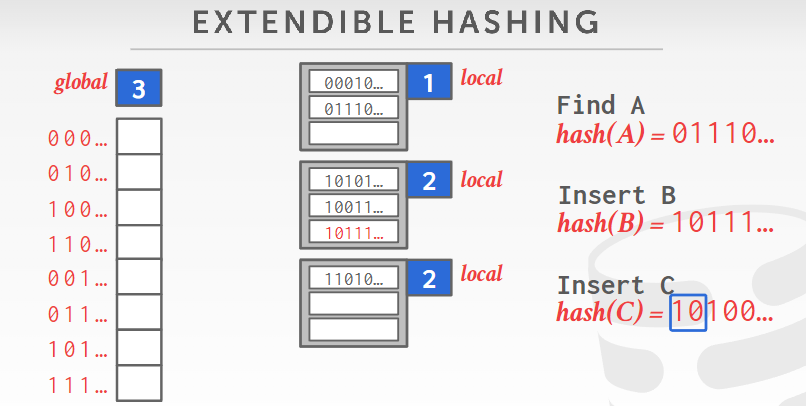 EXTENDIBLE HASHING
global 3
000…
010…
100…
110…
001…
011…
101…
111…
1 local
00010…
01110…
2 local
10101…
10011…
10111…
2 local
11010…
Find A
hash(A) = 01110…
Insert B
hash(B) = 10111…
Insert C
hash(C) = 10100…